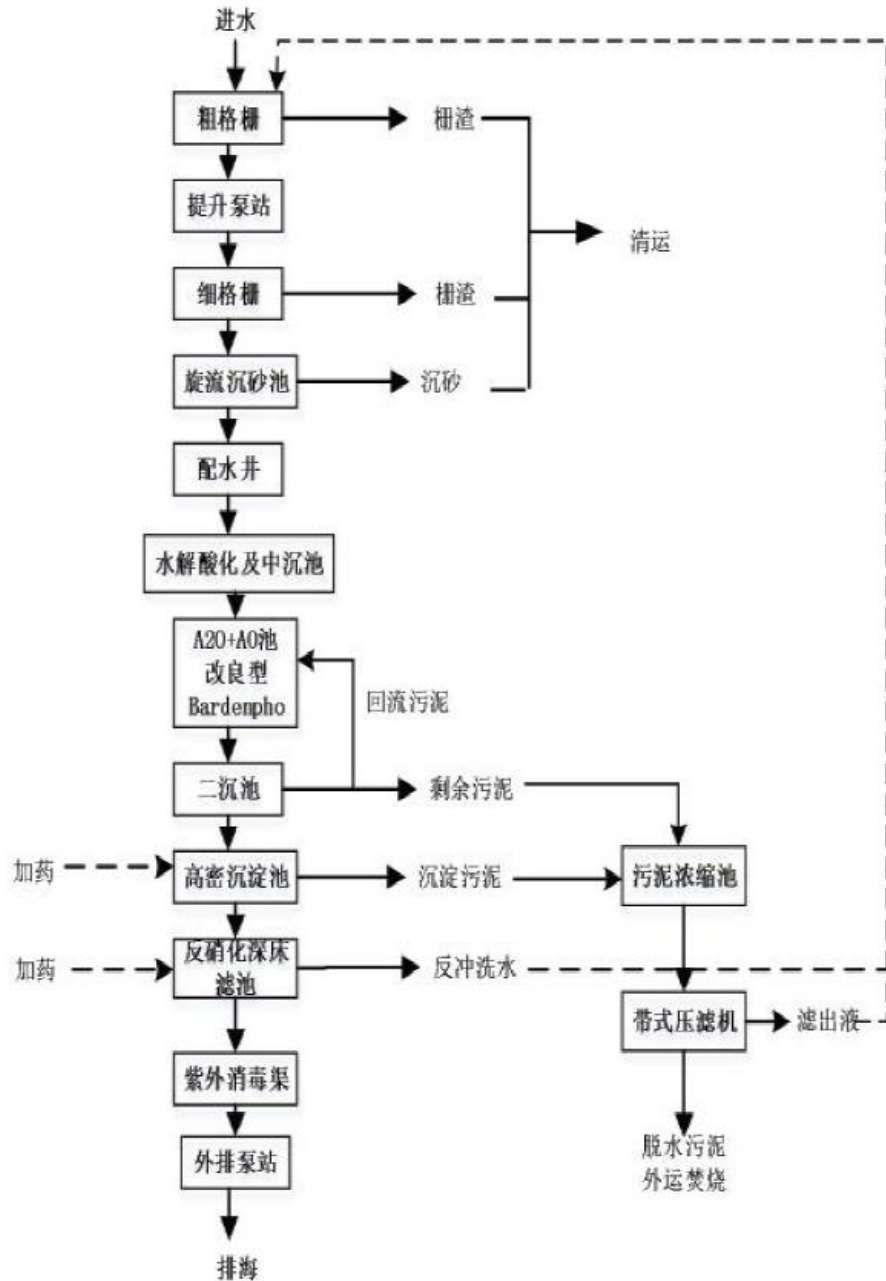 进水
粗格栅
栅渣
提升泵站
清运
细格栅
栅渣
旋流沉砂池
沉砂
配水井
水解酸化及中沉池
A2O+AO池
改良型
Bardenpho
回流污泥
二沉池
剩余污泥
加药
高密沉淀池
沉淀污泥
污泥浓缩池
加药
反硝化深床
滤池
反冲洗水
带式压滤机
滤出液
紫外消毒渠
外排泵站
脱水污泥
外运焚烧
排海